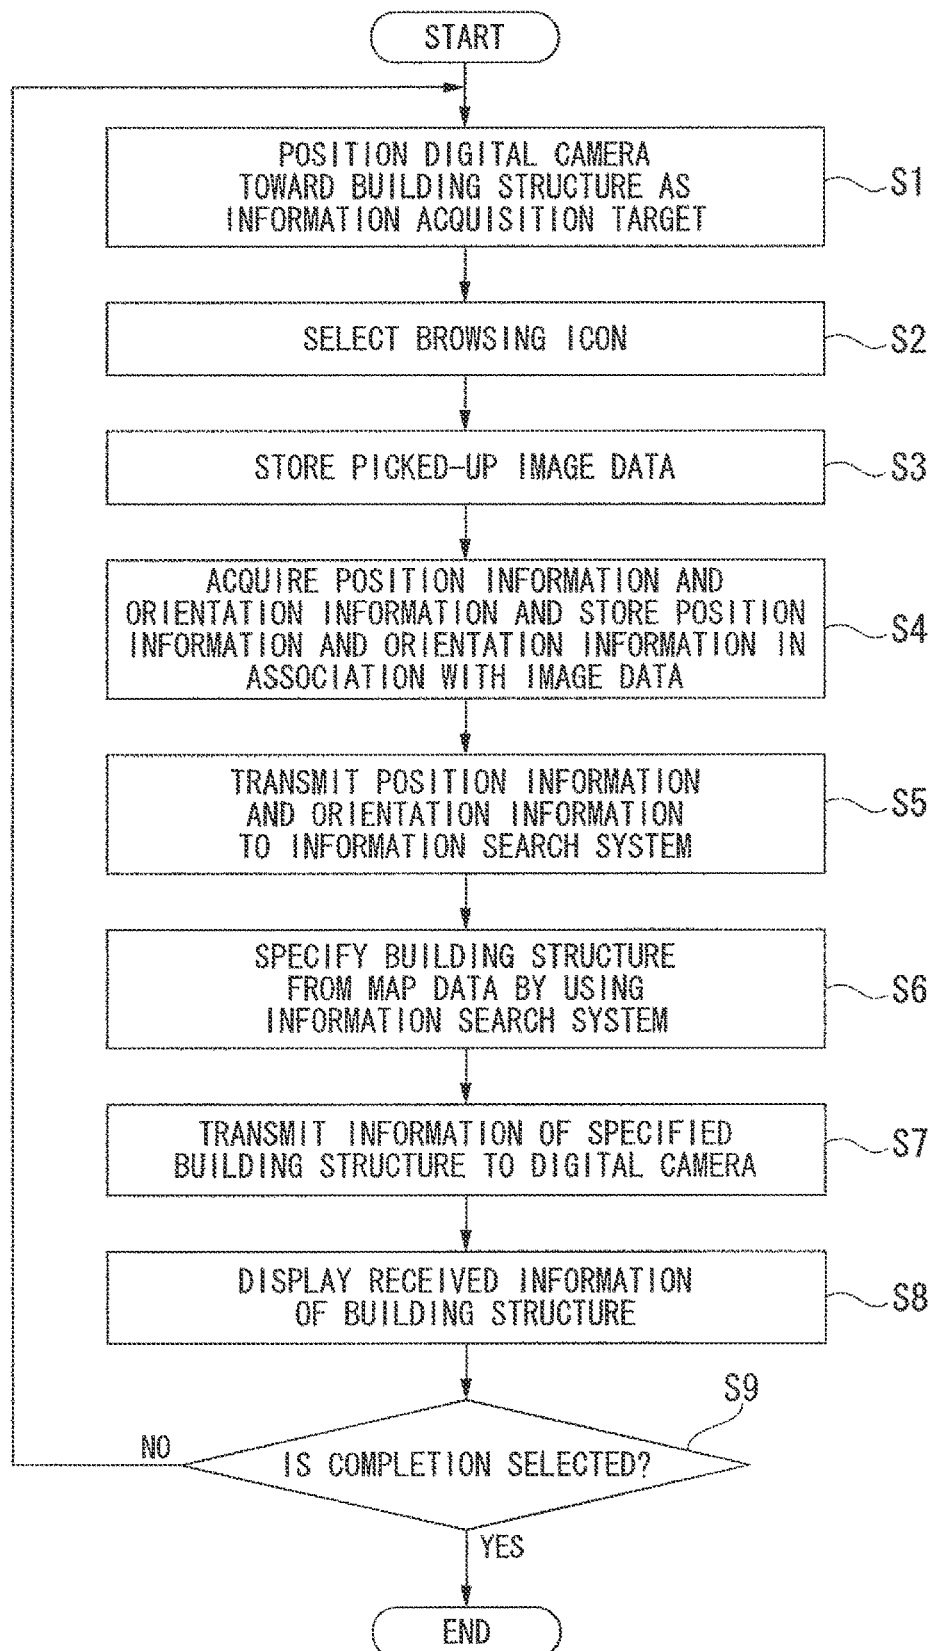 START
POSITION DIGITAL CAMERA
TOWARD BUILDING STRUCTURE AS
INFORMATION ACQUISITION TARGET
S1
SELECT BROWSING ICON
S2
STORE PICKED-UP IMAGE DATA
S3
ACQUIRE POSITION INFORMATION AND
ORIENTATION INFORMATION AND STORE POSITION
INFORMATION AND ORIENTATION INFORMATION IN
ASSOCIATION WITH IMAGE DATA
S4
TRANSMIT POSITION INFORMATION
AND ORIENTATION INFORMATION
TO INFORMATION SEARCH SYSTEM
S5
SPECIFY BUILDING STRUCTURE
FROM MAP DATA BY USING
INFORMATION SEARCH SYSTEM
S6
TRANSMIT INFORMATION OF SPECIFIED
BUILDING STRUCTURE TO DIGITAL CAMERA
S7
DISPLAY RECEIVED INFORMATION
OF BUILDING STRUCTURE
S8
S9
NO
IS COMPLETION SELECTED?
YES
END